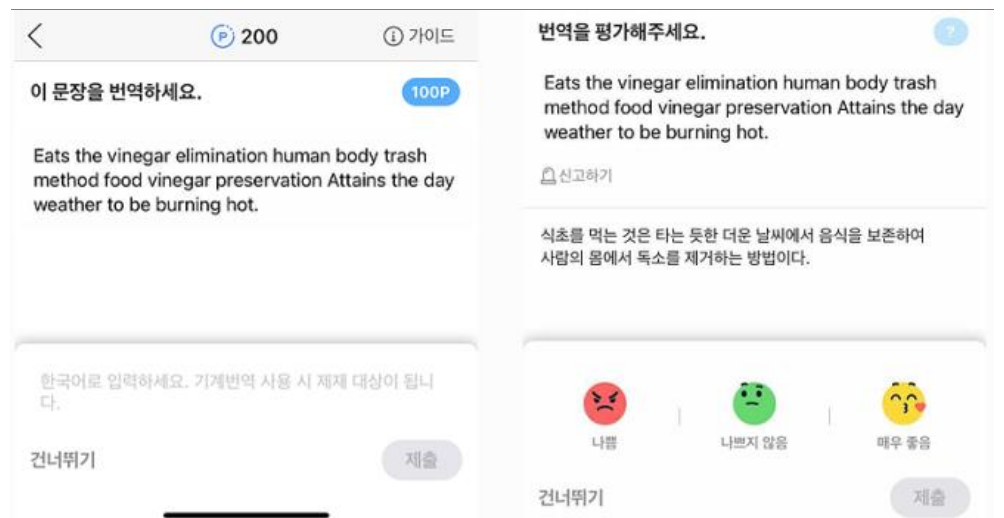 200
가이드
이 문장을 번역하세요.
100P
Eats the vinegar elimination human body trash
method food vinegar preservation Attains the day
weather to be burning hot.
한국어로 입력하세요. 기계번역 사용 시 제재 대상이 됩니
다.
건너뛰기
제출
번역을 평가해주세요.
?
Eats the vinegar elimination human body trash
method food vinegar preservation Attains the day
weather to be burning hot.
신고하기
식초를 먹는 것은 타는 듯한 더운 날씨에서 음식을 보존하여
사람의 몸에서 독소를 제거하는 방법이다.
나쁨
나쁘지 않음
매우 좋음
건너뛰기
제출